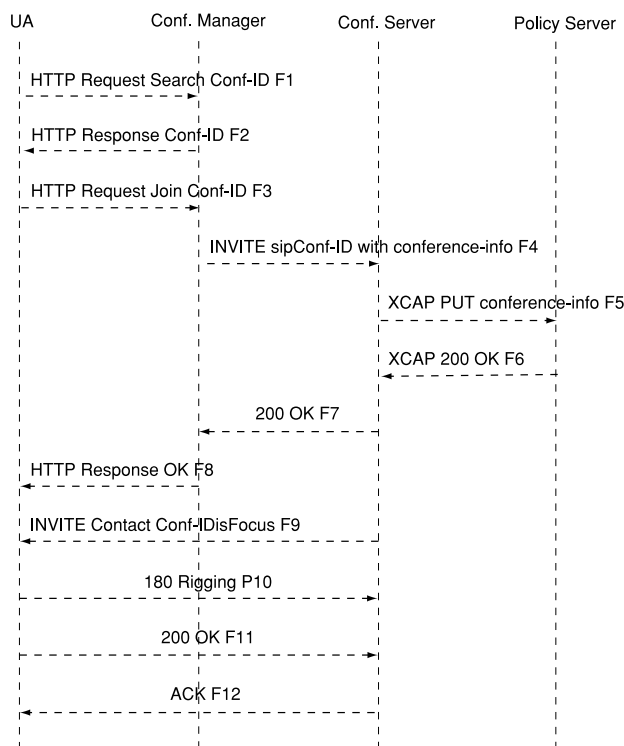 UA Conf. Manager Conf. Server Policy Server
HTTP Request Search Conf-ID F1
HTTP Response Conf-ID F2
HTTP Request Join Conf-ID F3
INVITE sipConf-ID with conference-info F4
XCAP PUT conference-info F5
XCAP 200 OK F6
200 OK F7
HTTP Response OK F8
INVITE Contact Conf-IDisFocus F9
180 Rigging P10
200 OK F11
ACK F12